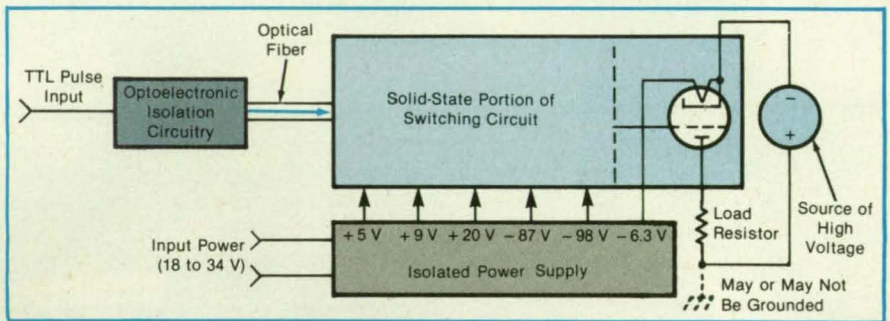 Optical
Fiber
TTL Pulse
Input
Optoelectronic
Isolation
Circuitry
Solid-State Portion of
Switching Circuit
−
+
Source of
High
Voltage
Load
Resistor
+5 V +9 V +20 V −87 V −98 V −6.3 V
Isolated Power Supply
Input Power
(18 to 34 V)
May or May Not
Be Grounded